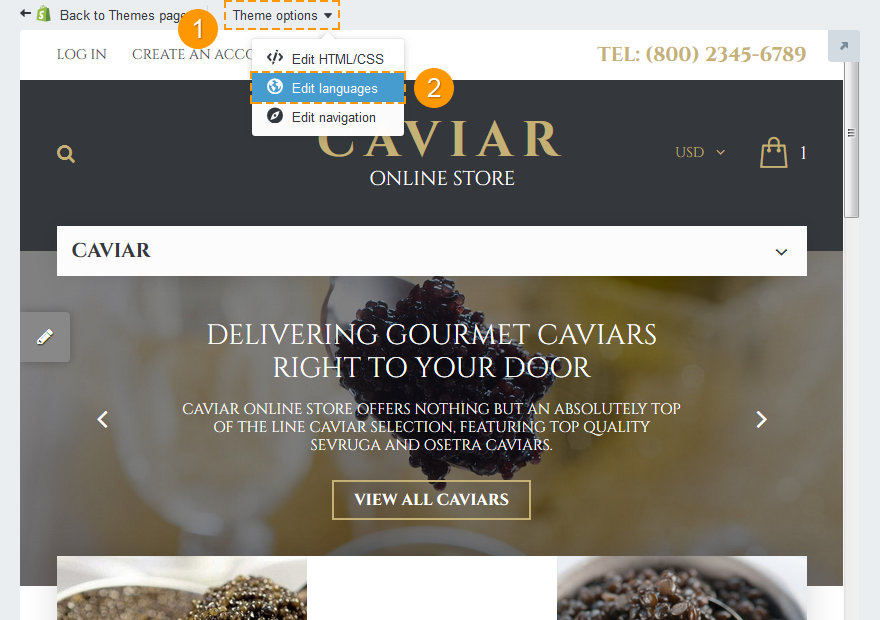 Back to Themes page
Theme options
1
LOG IN
CREATE AN ACCO
TEL: (800) 2345-6789
Edit HTML/CSS
Edit languages
2
Edit navigation
CAVIAR
ONLINE STORE
USD
1
CAVIAR
DELIVERING GOURMET CAVIARS
RIGHT TO YOUR DOOR
CAVIAR ONLINE STORE OFFERS NOTHING BUT AN ABSOLUTELY TOP
OF THE LINE CAVIAR SELECTION, FEATURING TOP QUALITY
SEVRUGA AND OSETRA CAVIARS.
VIEW ALL CAVIARS